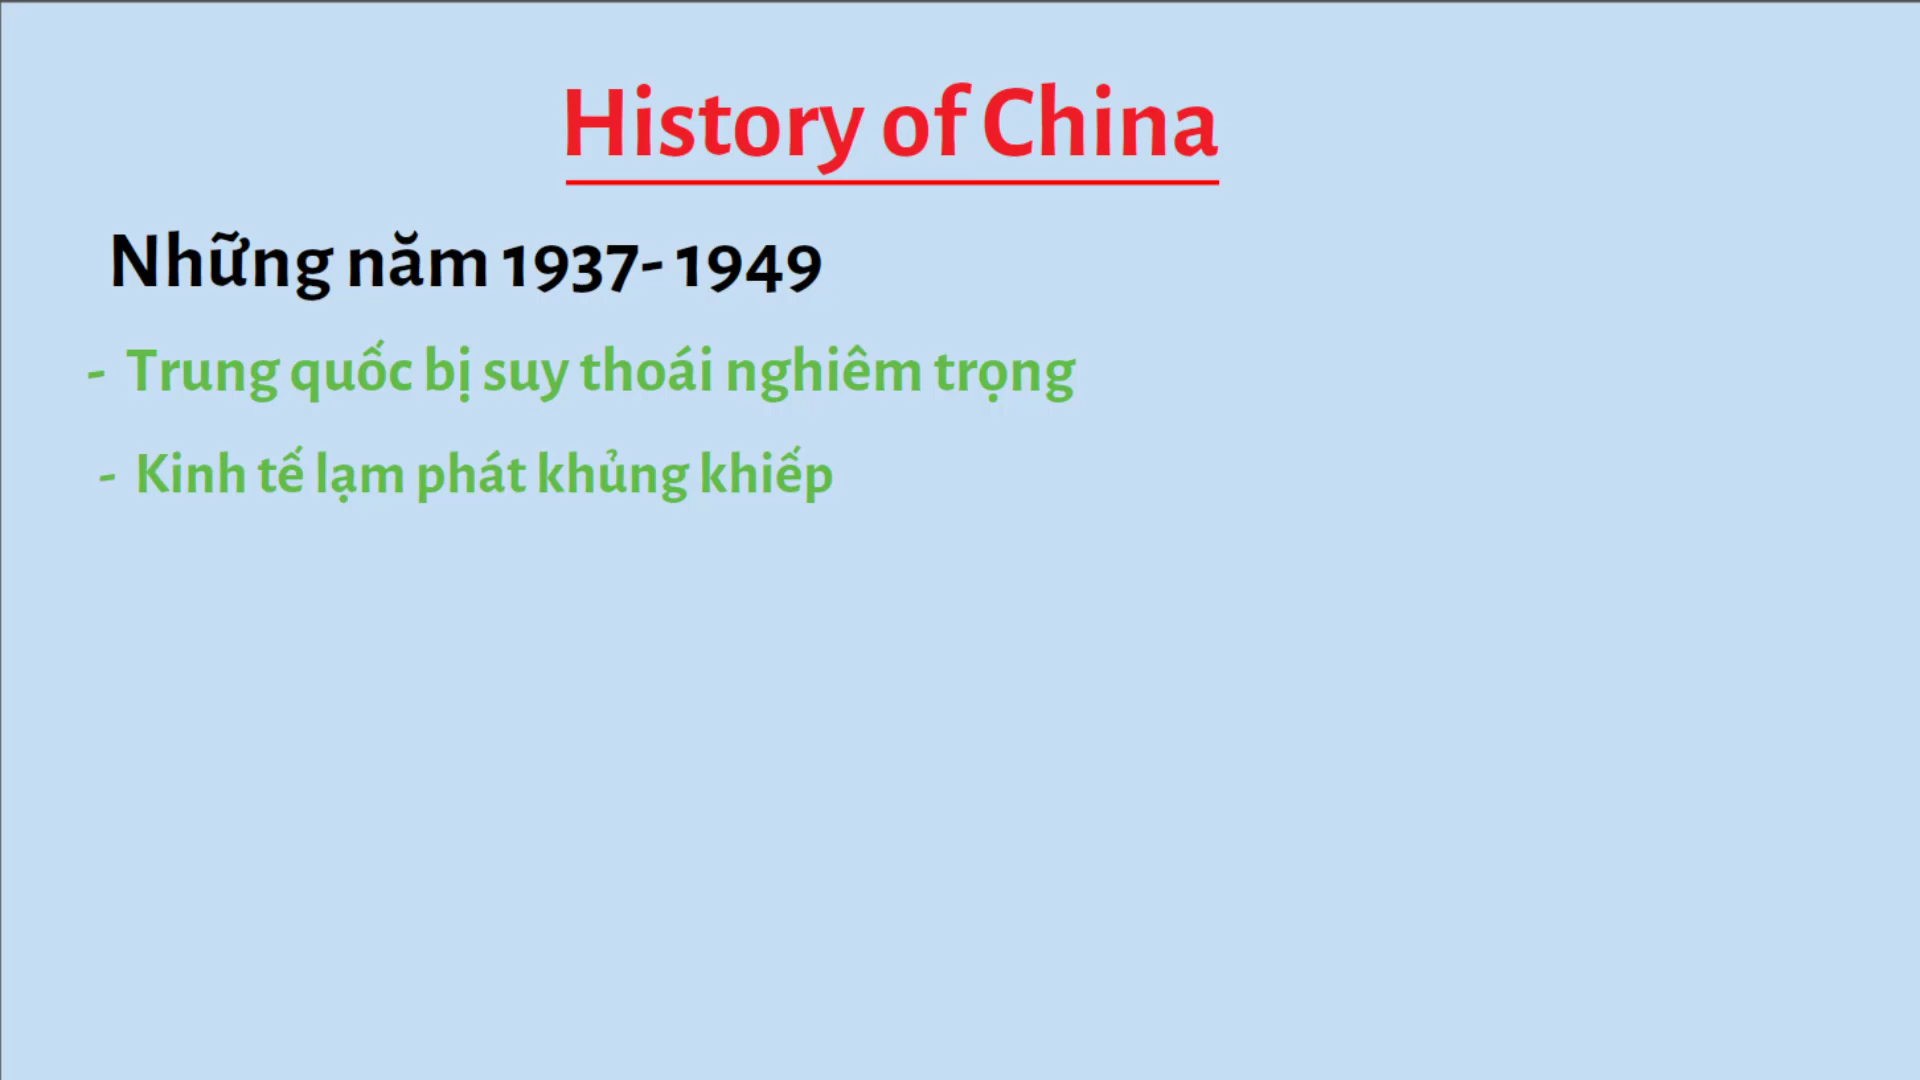 History of China
Những năm 1937- 1949
- Trung quốc bị suy thoái nghiêm trọng
- Kinh tế lạm phát khủng khiếp